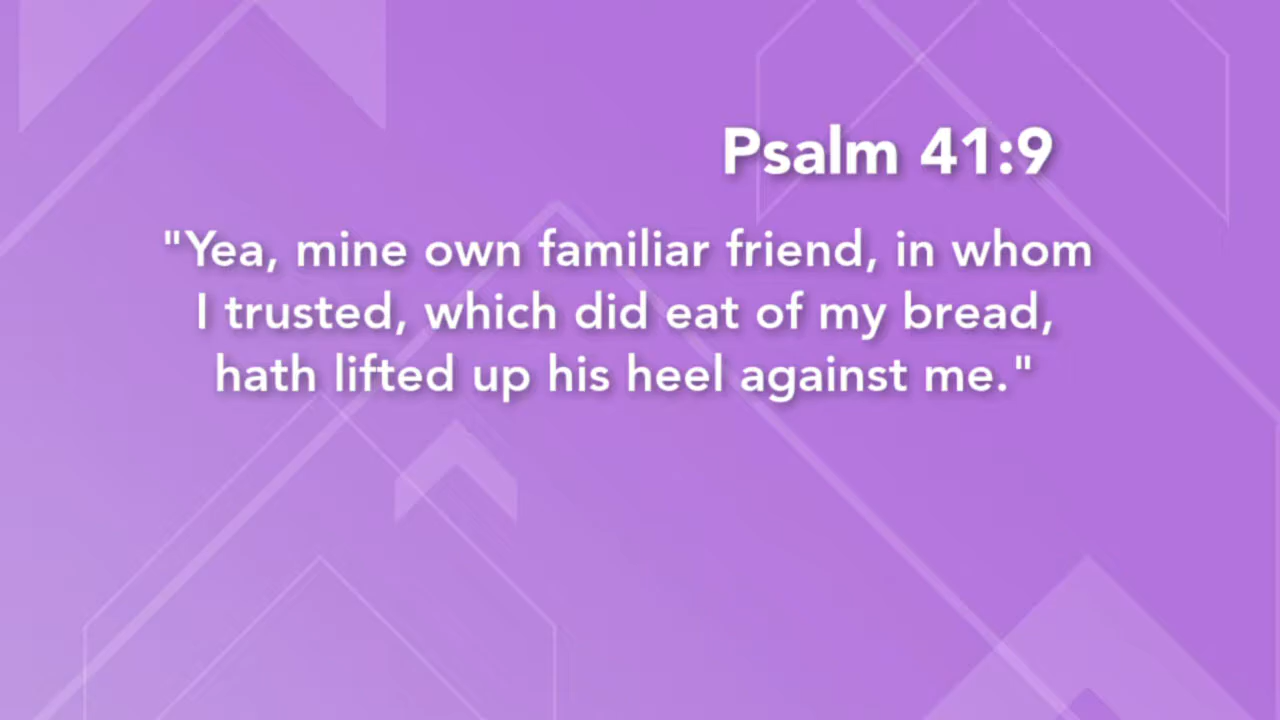 Psalm 41:9
"Yea, mine own familiar friend, in whom
I trusted, which did eat of my bread,
hath lifted up his heel against me."